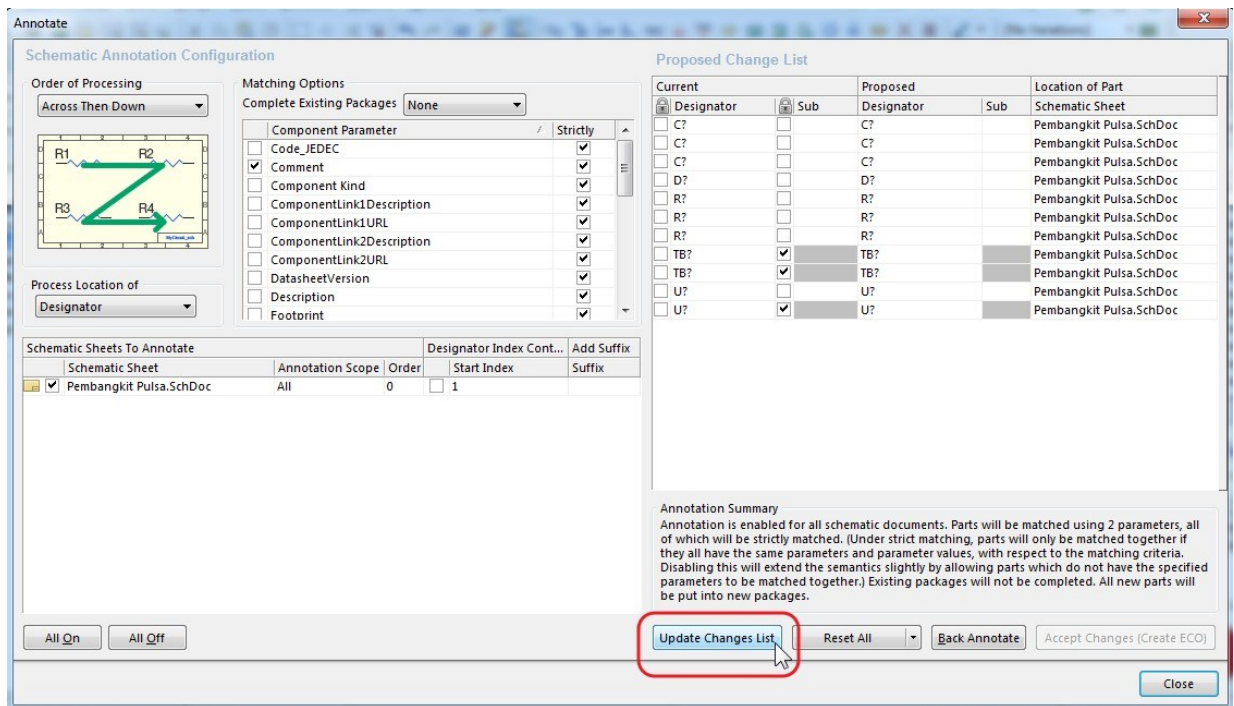 Annotate
Schematic Annotation Configuration
Order of Processing
Across Then Down
R1 R2
R3 R4
Process Location of
Designator
Matching Options
Complete Existing Packages None
Component Parameter Strictly
Code_JEDEC
Comment
Component Kind
ComponentLink1Description
ComponentLink1URL
ComponentLink2Description
ComponentLink2URL
DatasheetVersion
Description
Footprint
Schematic Sheets To Annotate Designator Index Cont... Add Suffix
Schematic Sheet Annotation Scope Order Start Index Suffix
Pembangkit Pulsa.SchDoc All 0 1
All On All Off
Proposed Change List
Current Proposed Location of Part
Designator Sub Designator Sub Schematic Sheet
C? C? Pembangkit Pulsa.SchDoc
C? C? Pembangkit Pulsa.SchDoc
C? C? Pembangkit Pulsa.SchDoc
D? D? Pembangkit Pulsa.SchDoc
R? R? Pembangkit Pulsa.SchDoc
R? R? Pembangkit Pulsa.SchDoc
R? R? Pembangkit Pulsa.SchDoc
TB? TB? Pembangkit Pulsa.SchDoc
TB? TB? Pembangkit Pulsa.SchDoc
U? U? Pembangkit Pulsa.SchDoc
U? U? Pembangkit Pulsa.SchDoc
Annotation Summary
Annotation is enabled for all schematic documents. Parts will be matched using 2 parameters, all
of which will be strictly matched. (Under strict matching, parts will only be matched together if
they all have the same parameters and parameter values, with respect to the matching criteria.
Disabling this will extend the semantics slightly by allowing parts which do not have the specified
parameters to be matched together.) Existing packages will not be completed. All new parts will
be put into new packages.
Update Changes List Reset All Back Annotate Accept Changes (Create ECO)
Close